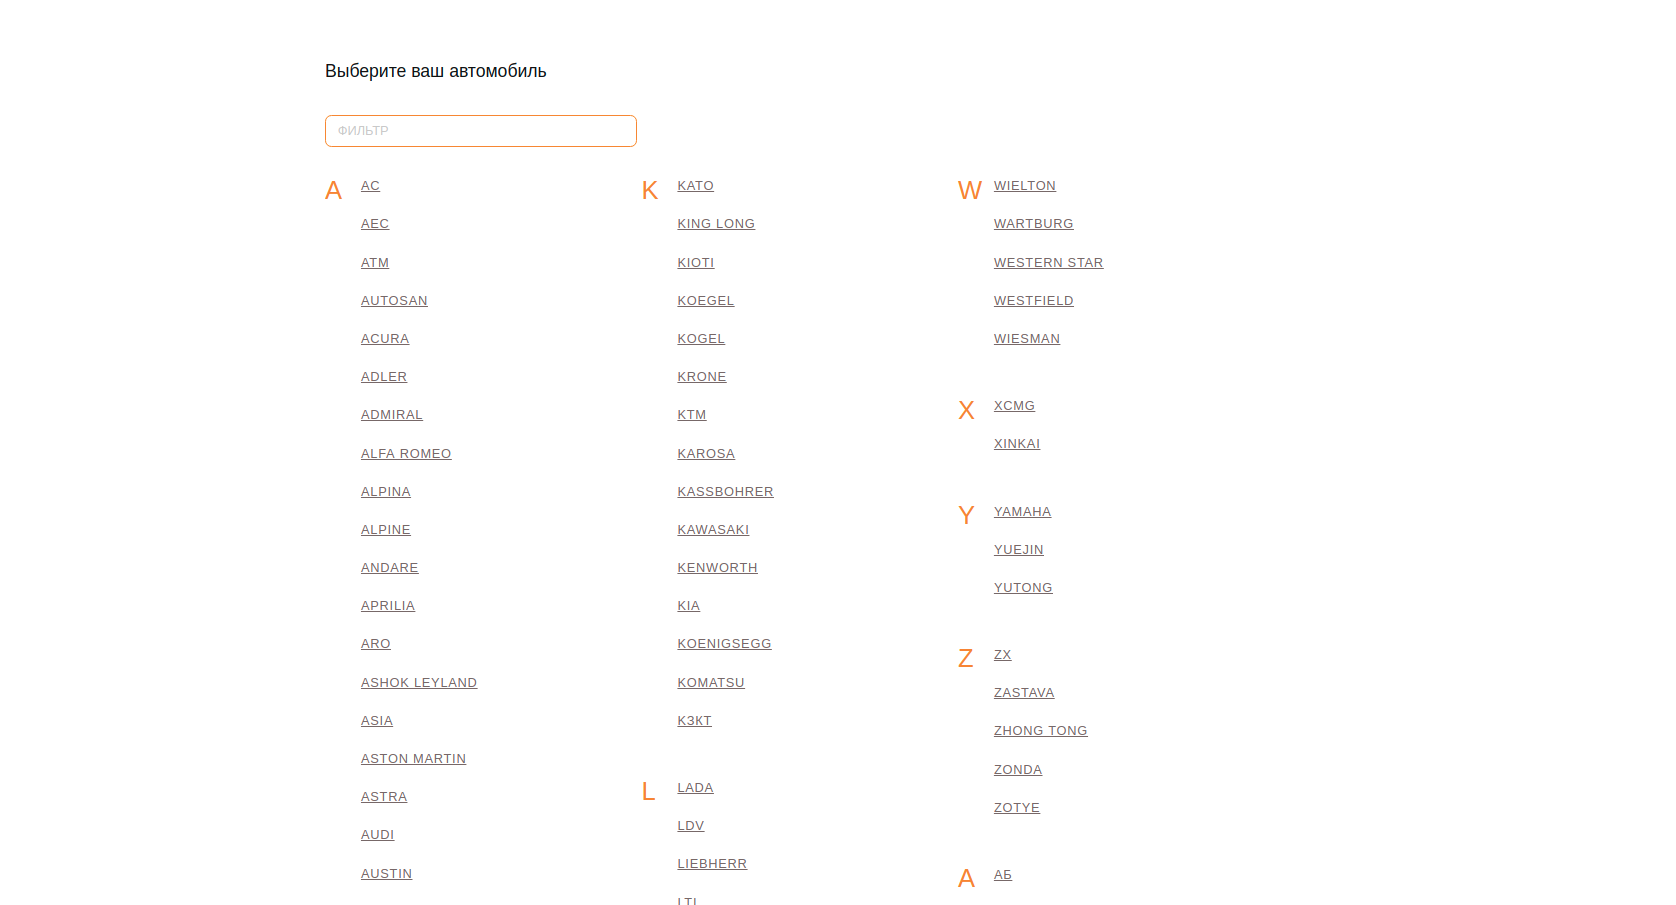 Выберите ваш автомобиль
ФИЛЬТР
A
AC
AEC
ATM
AUTOSAN
ACURA
ADLER
ADMIRAL
ALFA ROMEO
ALPINA
ALPINE
ANDARE
APRILIA
ARO
ASHOK LEYLAND
ASIA
ASTON MARTIN
ASTRA
AUDI
AUSTIN
K
KATO
KING LONG
KIOTI
KOEGEL
KOGEL
KRONE
KTM
KAROSA
KASSBOHRER
KAWASAKI
KENWORTH
KIA
KOENIGSEGG
KOMATSU
КЗКТ
L
LADA
LDV
LIEBHERR
LTI
W
WIELTON
WARTBURG
WESTERN STAR
WESTFIELD
WIESMAN
X
XCMG
XINKAI
Y
YAMAHA
YUEJIN
YUTONG
Z
ZX
ZASTAVA
ZHONG TONG
ZONDA
ZOTYE
А
АБ